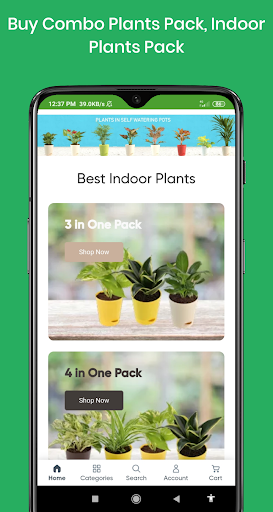 Buy Combo Plants Pack, Indoor
Plants Pack
12:37 PM 39.0KB/s
PLANTS IN SELF WATERING POTS
Best Indoor Plants
3 in One Pack
Shop Now
4 in One Pack
Shop Now
Home Categories Search Account Cart